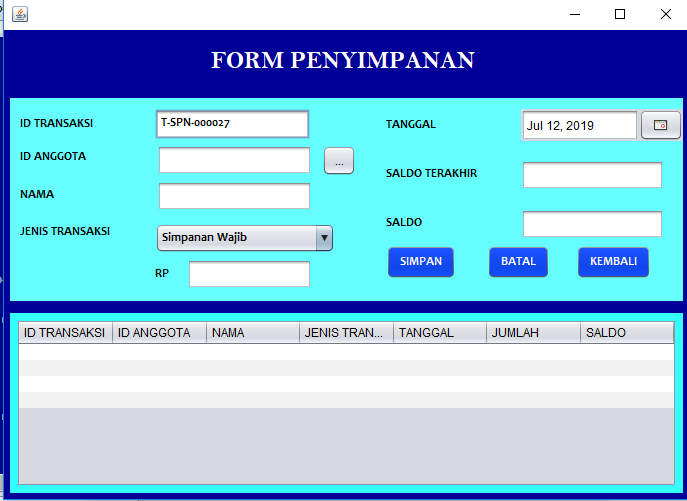 FORM PENYIMPANAN
ID TRANSAKSI T-SPN-000027
TANGGAL Jul 12, 2019
ID ANGGOTA ...
SALDO TERAKHIR
NAMA
SALDO
JENIS TRANSAKSI Simpanan Wajib
SIMPAN BATAL KEMBALI
RP
ID TRANSAKSI ID ANGGOTA NAMA JENIS TRAN... TANGGAL JUMLAH SALDO